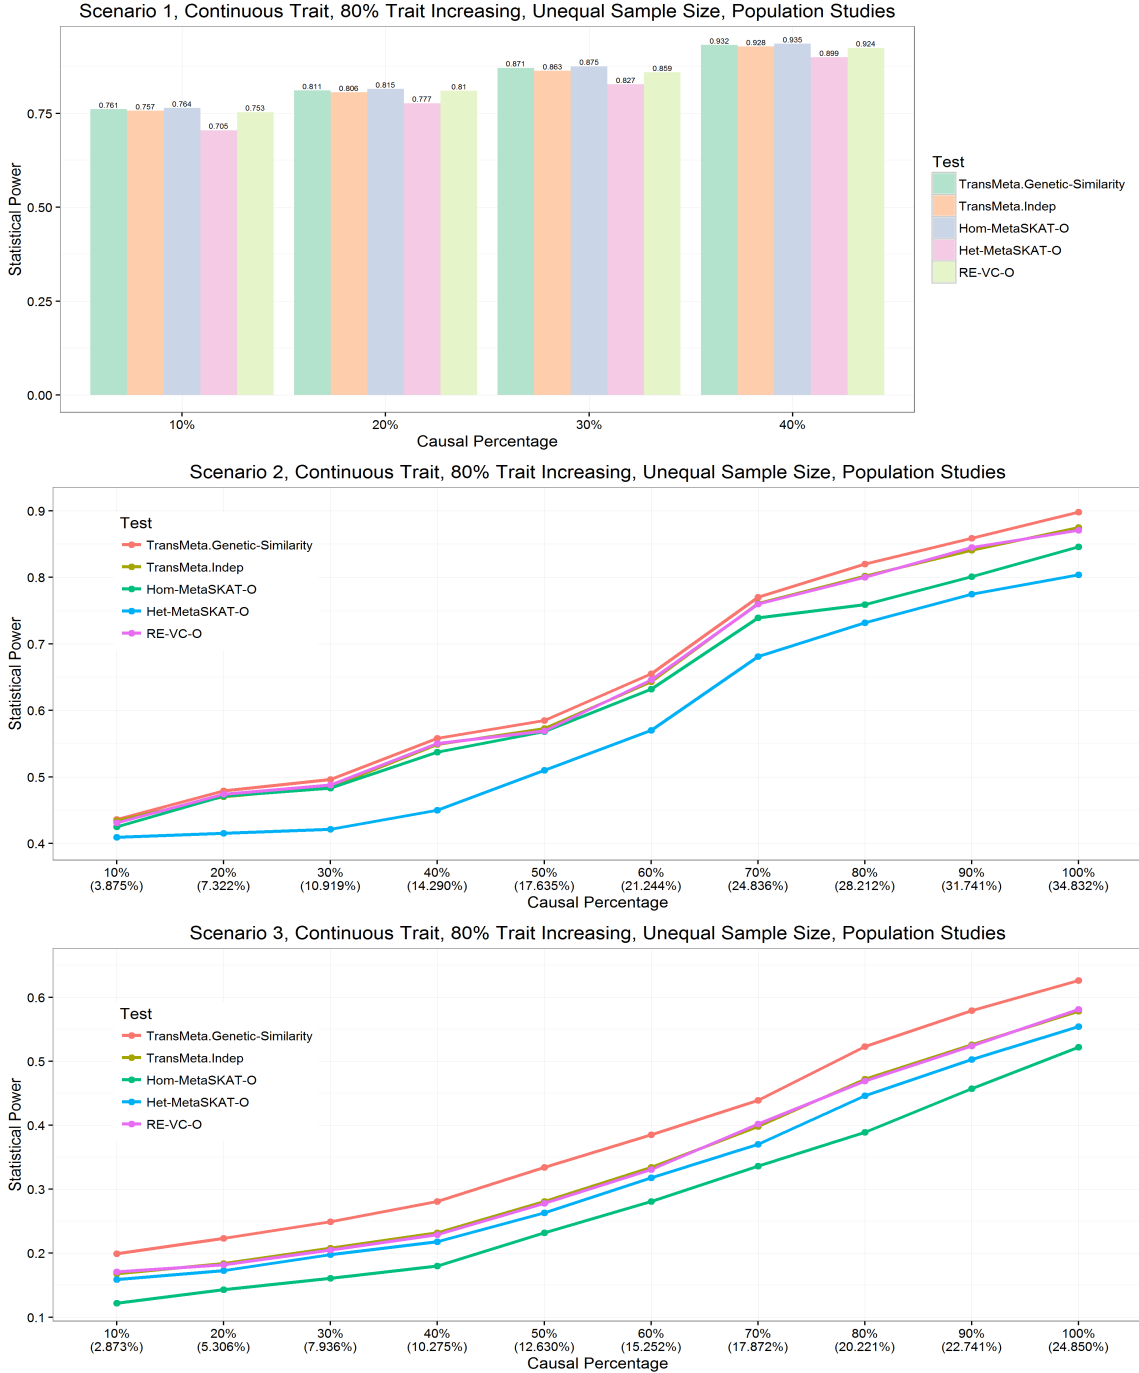 Scenario 1, Continuous Trait, 80% Trait Increasing, Unequal Sample Size, Population Studies
0.761 0.757 0.764 0.705 0.753
0.811 0.806 0.815 0.777 0.81
0.871 0.863 0.875 0.827 0.859
0.932 0.928 0.935 0.899 0.924
Statistical Power
0.75
0.50
0.25
0.00
10% 20% 30% 40%
Causal Percentage
Test
TransMeta.Genetic-Similarity
TransMeta.Indep
Hom-MetaSKAT-O
Het-MetaSKAT-O
RE-VC-O
Scenario 2, Continuous Trait, 80% Trait Increasing, Unequal Sample Size, Population Studies
Statistical Power
0.9
0.8
0.7
0.6
0.5
0.4
Test
TransMeta.Genetic-Similarity
TransMeta.Indep
Hom-MetaSKAT-O
Het-MetaSKAT-O
RE-VC-O
10% 20% 30% 40% 50% 60% 70% 80% 90% 100%
(3.875%) (7.322%) (10.919%) (14.290%) (17.635%) (21.244%) (24.836%) (28.212%) (31.741%) (34.832%)
Causal Percentage
Scenario 3, Continuous Trait, 80% Trait Increasing, Unequal Sample Size, Population Studies
Statistical Power
0.6
0.5
0.4
0.3
0.2
0.1
Test
TransMeta.Genetic-Similarity
TransMeta.Indep
Hom-MetaSKAT-O
Het-MetaSKAT-O
RE-VC-O
10% 20% 30% 40% 50% 60% 70% 80% 90% 100%
(2.873%) (5.306%) (7.936%) (10.275%) (12.630%) (15.252%) (17.872%) (20.221%) (22.741%) (24.850%)
Causal Percentage